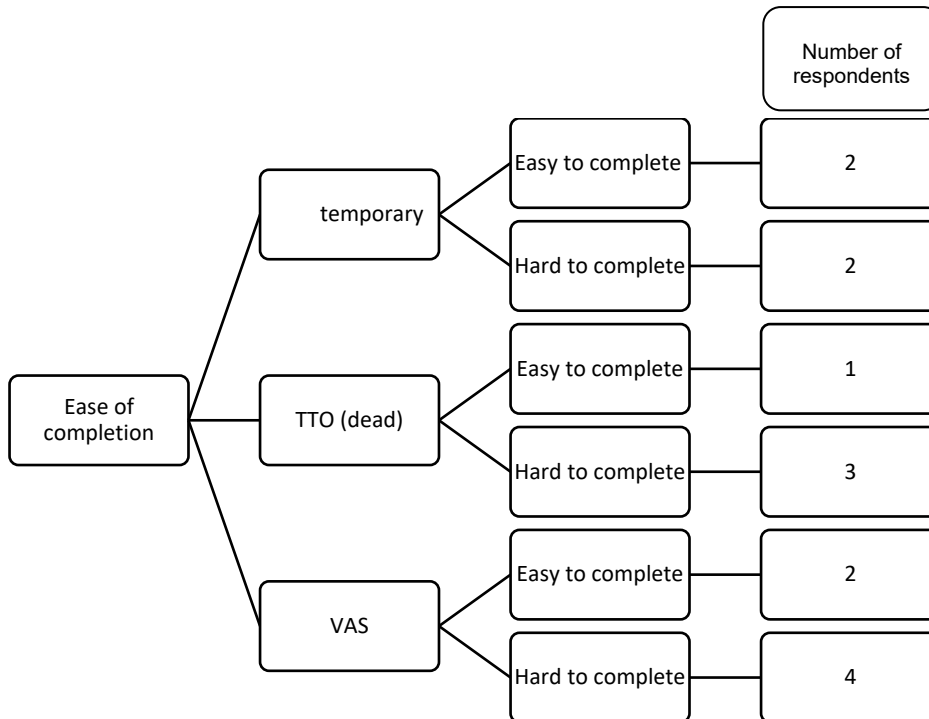 Number of
respondents
Easy to complete
2
temporary
Hard to complete
2
Easy to complete
1
Ease of
completion
TTO (dead)
Hard to complete
3
Easy to complete
2
VAS
Hard to complete
4